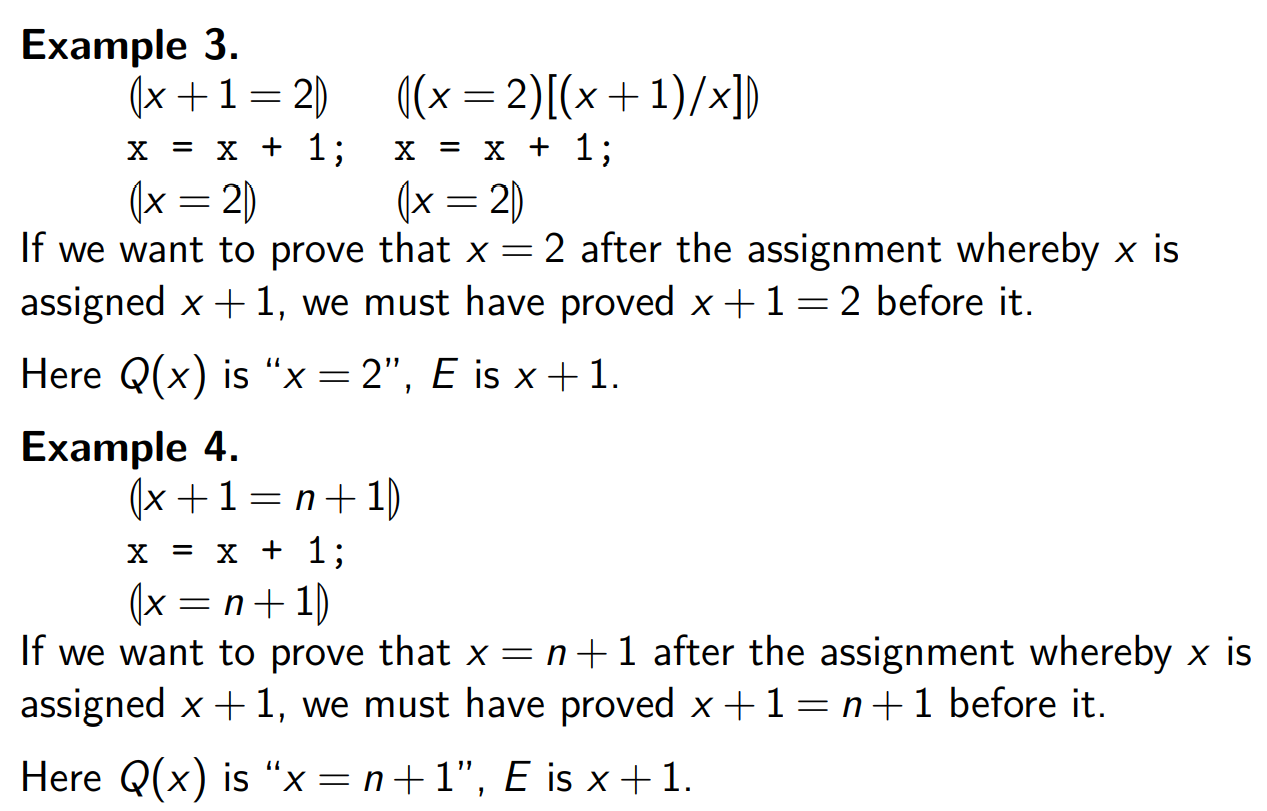 Example 3.
⦇x + 1 = 2⦈ ⦇(x = 2)[(x + 1)/x]⦈
x = x + 1; x = x + 1;
⦇x = 2⦈ ⦇x = 2⦈
If we want to prove that x = 2 after the assignment whereby x is
assigned x + 1, we must have proved x + 1 = 2 before it.
Here Q(x) is “x = 2”, E is x + 1.
Example 4.
⦇x + 1 = n + 1⦈
x = x + 1;
⦇x = n + 1⦈
If we want to prove that x = n + 1 after the assignment whereby x is
assigned x + 1, we must have proved x + 1 = n + 1 before it.
Here Q(x) is “x = n + 1”, E is x + 1.